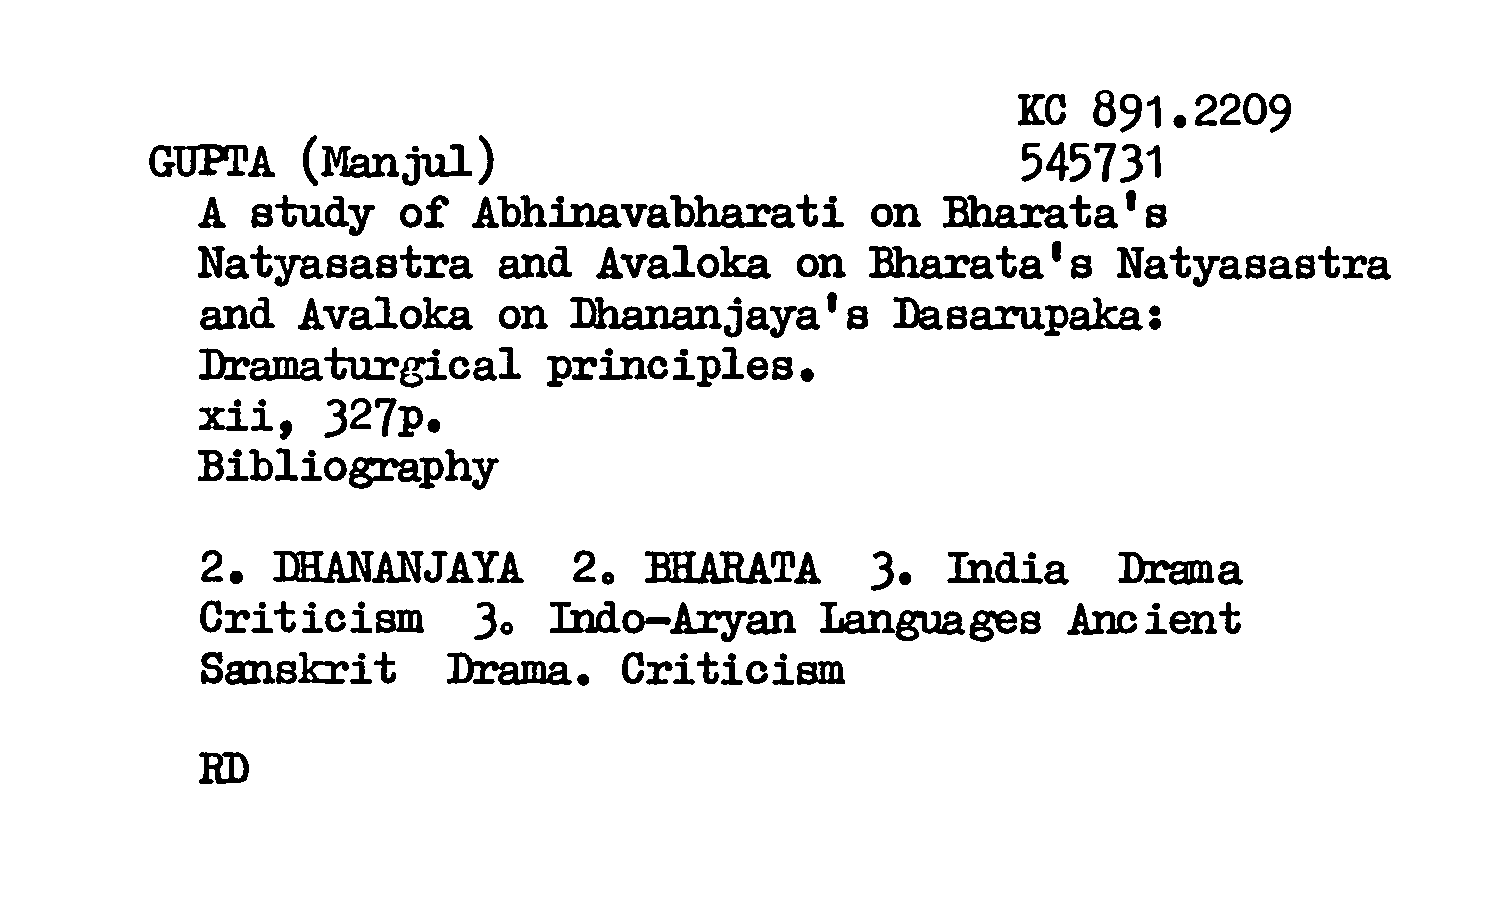 KC 891.2209
GUPTA (Manjul) 545731
A study of Abhinavabharati on Bharata's
Natyasastra and Avaloka on Bharata's Natyasastra
and Avaloka on Dhananjaya's Dasarupaka:
Dramaturgical principles.
xii, 327p.
Bibliography
2. DHANANJAYA 2. BHARATA 3. India Drama
Criticism 3. Indo-Aryan Languages Ancient
Sanskrit Drama. Criticism
RD